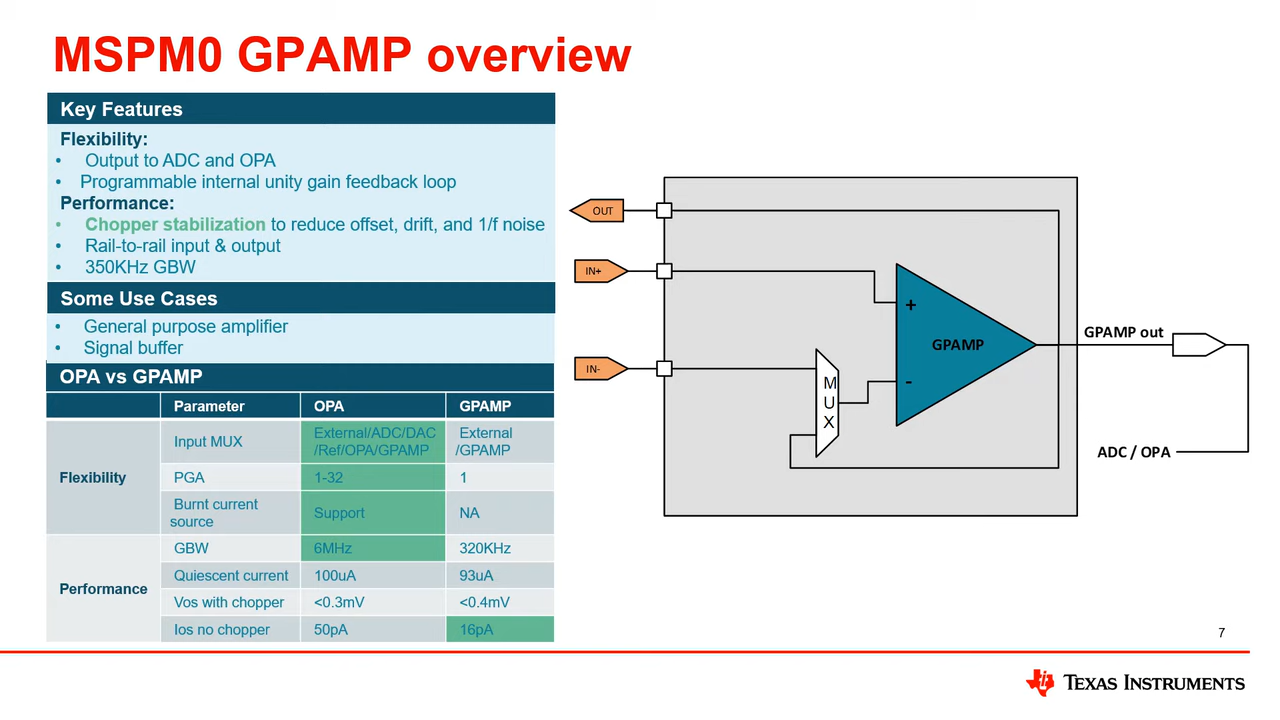 MSPM0 GPAMP overview
Key Features
Flexibility:
• Output to ADC and OPA
• Programmable internal unity gain feedback loop
Performance:
• Chopper stabilization to reduce offset, drift, and 1/f noise
• Rail-to-rail input & output
• 350KHz GBW
Some Use Cases
• General purpose amplifier
• Signal buffer
OPA vs GPAMP
Parameter OPA GPAMP
Flexibility
Input MUX
External/ADC/DAC
/Ref/OPA/GPAMP
External
/GPAMP
PGA 1-32 1
Burnt current
source
Support NA
Performance
GBW 6MHz 320KHz
Quiescent current 100uA 93uA
Vos with chopper <0.3mV <0.4mV
Ios no chopper 50pA 16pA
OUT
IN+
IN-
M
U
X
+
-
GPAMP
GPAMP out
ADC / OPA
7
TEXAS INSTRUMENTS